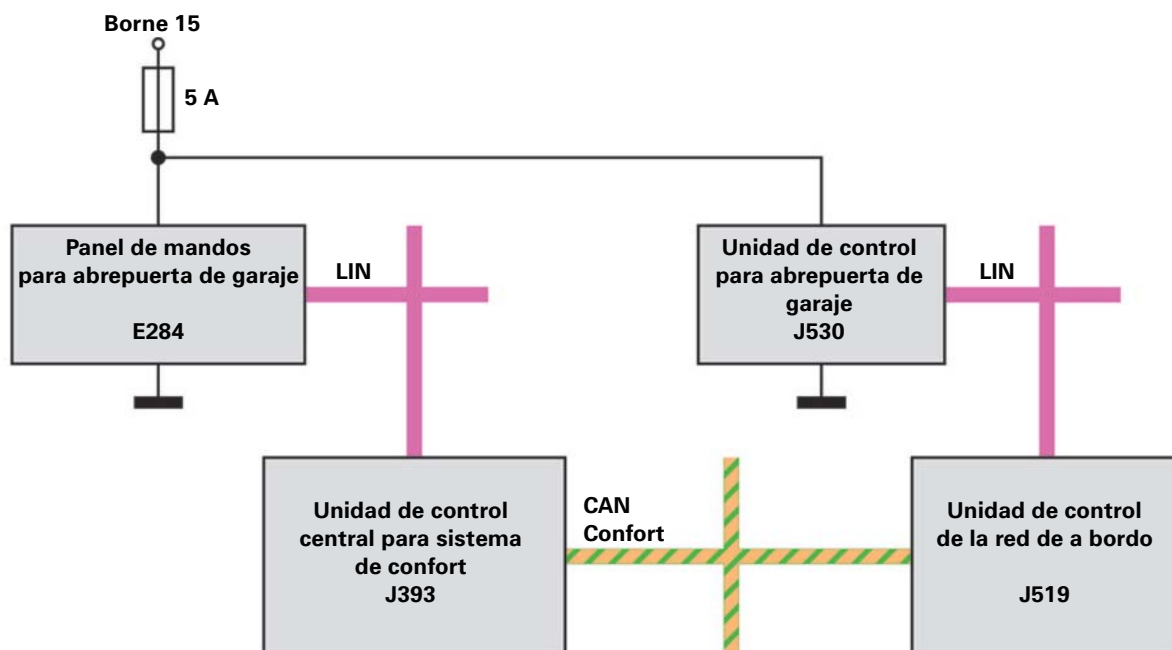 Borne 15
5 A
Panel de mandos
para abrepuerta de garaje
E284
LIN
Unidad de control
para abrepuerta de
garaje
J530
LIN
Unidad de control
central para sistema
de confort
J393
CAN
Confort
Unidad de control
de la red de a bordo
J519